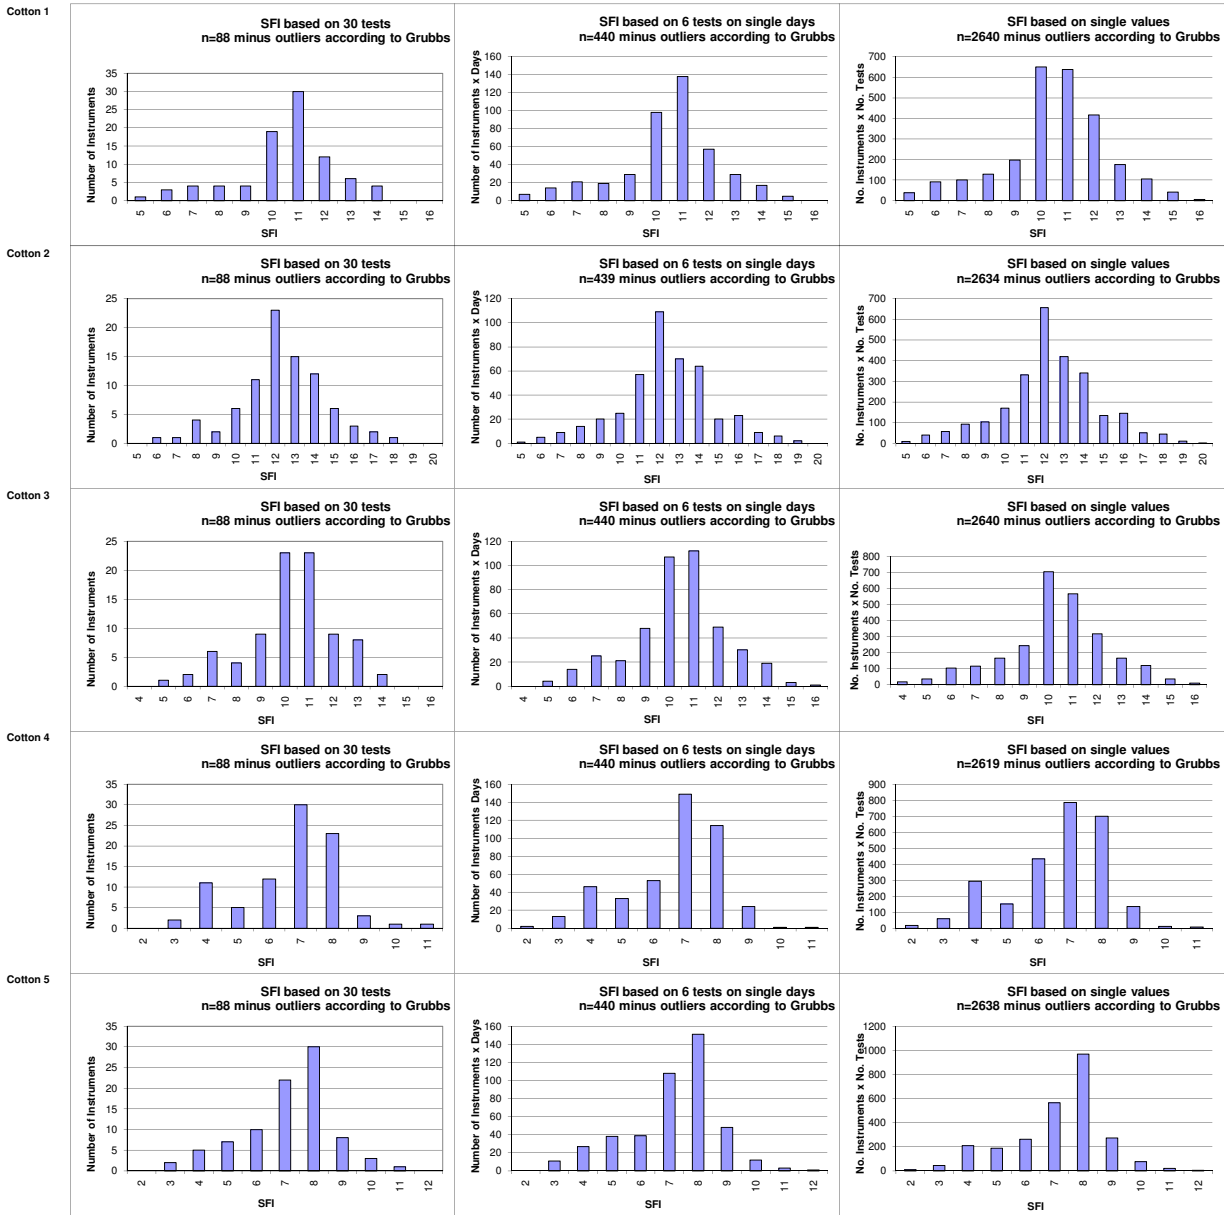 Cotton 1
SFI based on 30 tests
n=88 minus outliers according to Grubbs
Number of Instruments
35
30
25
20
15
10
5
0
5 6 7 8 9 10 11 12 13 14 15 16
SFI
SFI based on 6 tests on single days
n=440 minus outliers according to Grubbs
Number of Instruments x Days
160
140
120
100
80
60
40
20
0
5 6 7 8 9 10 11 12 13 14 15 16
SFI
SFI based on single values
n=2640 minus outliers according to Grubbs
No. Instruments x No. Tests
700
600
500
400
300
200
100
0
5 6 7 8 9 10 11 12 13 14 15 16
SFI
Cotton 2
SFI based on 30 tests
n=88 minus outliers according to Grubbs
Number of Instruments
25
20
15
10
5
0
5 6 7 8 9 10 11 12 13 14 15 16 17 18 19 20
SFI
SFI based on 6 tests on single days
n=439 minus outliers according to Grubbs
Number of Instruments x Days
120
100
80
60
40
20
0
5 6 7 8 9 10 11 12 13 14 15 16 17 18 19 20
SFI
SFI based on single values
n=2634 minus outliers according to Grubbs
No. Instruments x No. Tests
700
600
500
400
300
200
100
0
5 6 7 8 9 10 11 12 13 14 15 16 17 18 19 20
SFI
Cotton 3
SFI based on 30 tests
n=88 minus outliers according to Grubbs
Number of Instruments
25
20
15
10
5
0
4 5 6 7 8 9 10 11 12 13 14 15 16
SFI
SFI based on 6 tests on single days
n=440 minus outliers according to Grubbs
Number of Instruments x Days
120
100
80
60
40
20
0
4 5 6 7 8 9 10 11 12 13 14 15 16
SFI
SFI based on single values
n=2640 minus outliers according to Grubbs
No. Instruments x No. Tests
800
700
600
500
400
300
200
100
0
4 5 6 7 8 9 10 11 12 13 14 15 16
SFI
Cotton 4
SFI based on 30 tests
n=88 minus outliers according to Grubbs
Number of Instruments
35
30
25
20
15
10
5
0
2 3 4 5 6 7 8 9 10 11
SFI
SFI based on 6 tests on single days
n=440 minus outliers according to Grubbs
Number of Instruments Days
160
140
120
100
80
60
40
20
0
2 3 4 5 6 7 8 9 10 11
SFI
SFI based on single values
n=2619 minus outliers according to Grubbs
No. Instruments x No. Tests
900
800
700
600
500
400
300
200
100
0
2 3 4 5 6 7 8 9 10 11
SFI
Cotton 5
SFI based on 30 tests
n=88 minus outliers according to Grubbs
Number of Instruments
35
30
25
20
15
10
5
0
2 3 4 5 6 7 8 9 10 11 12
SFI
SFI based on 6 tests on single days
n=440 minus outliers according to Grubbs
Number of Instruments x Days
160
140
120
100
80
60
40
20
0
2 3 4 5 6 7 8 9 10 11 12
SFI
SFI based on single values
n=2638 minus outliers according to Grubbs
No. Instruments x No. Tests
1200
1000
800
600
400
200
0
2 3 4 5 6 7 8 9 10 11 12
SFI